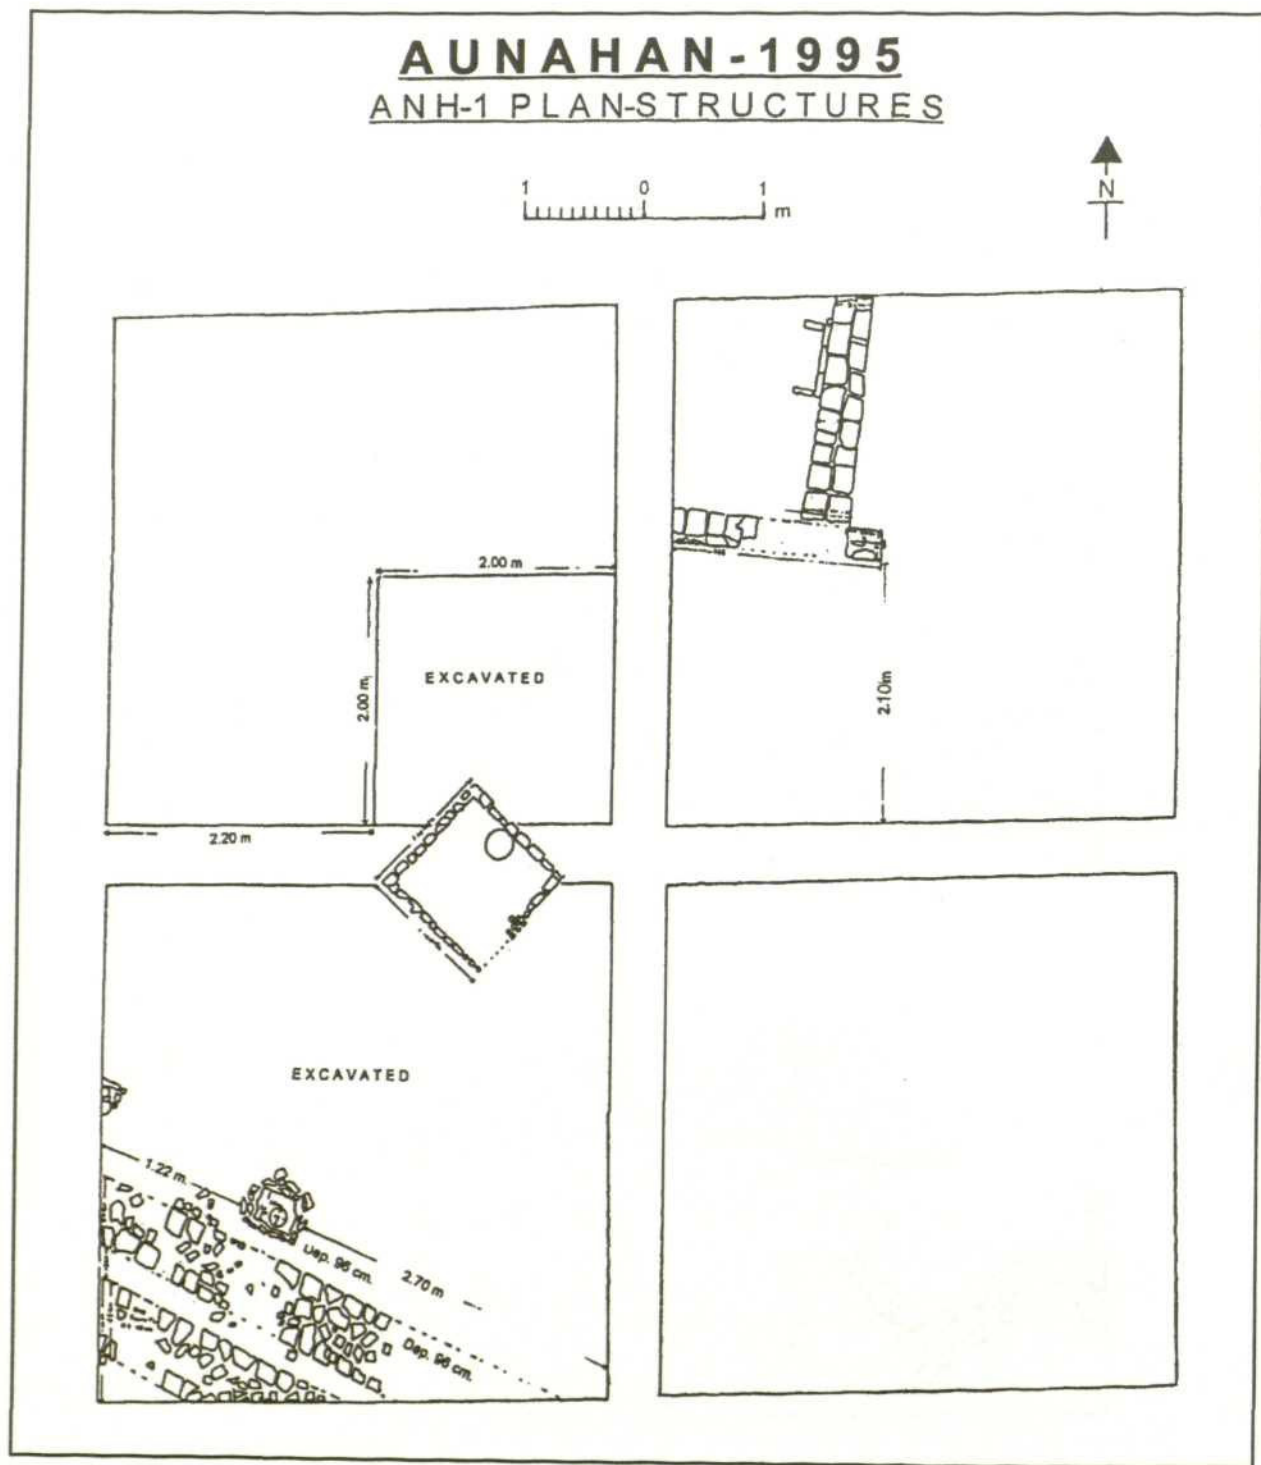 AUNAHAN-1995
ANH-1 PLAN-STRUCTURES
1 0 1
m
N
2.00 m
EXCAVATED
2.00 m
2.10m
2.20 m
EXCAVATED
1.22 m.
Dep. 96 cm.
2.70 m
Dep. 96 cm.